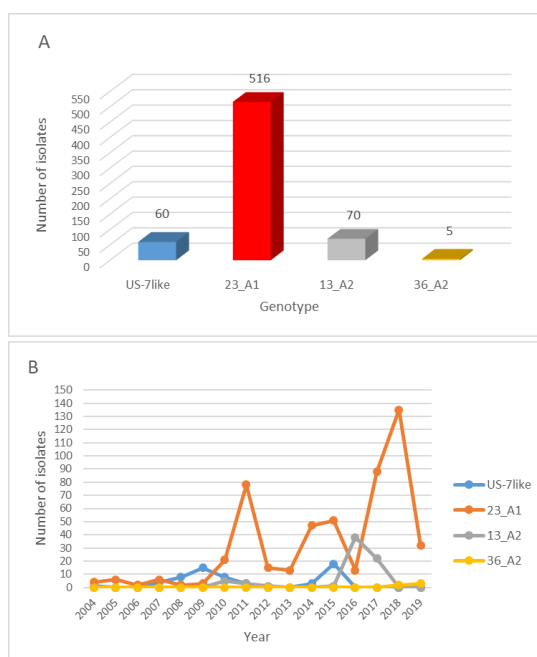 A
516
60
70
5
550
500
450
400
350
300
250
200
150
100
50
0
Number of isolates
US-7like 23_A1 13_A2 36_A2
Genotype
B
150
140
130
120
110
100
90
80
70
60
50
40
30
20
10
0
Number of isolates
US-7like
23_A1
13_A2
36_A2
2004 2005 2006 2007 2008 2009 2010 2011 2012 2013 2014 2015 2016 2017 2018 2019
Year